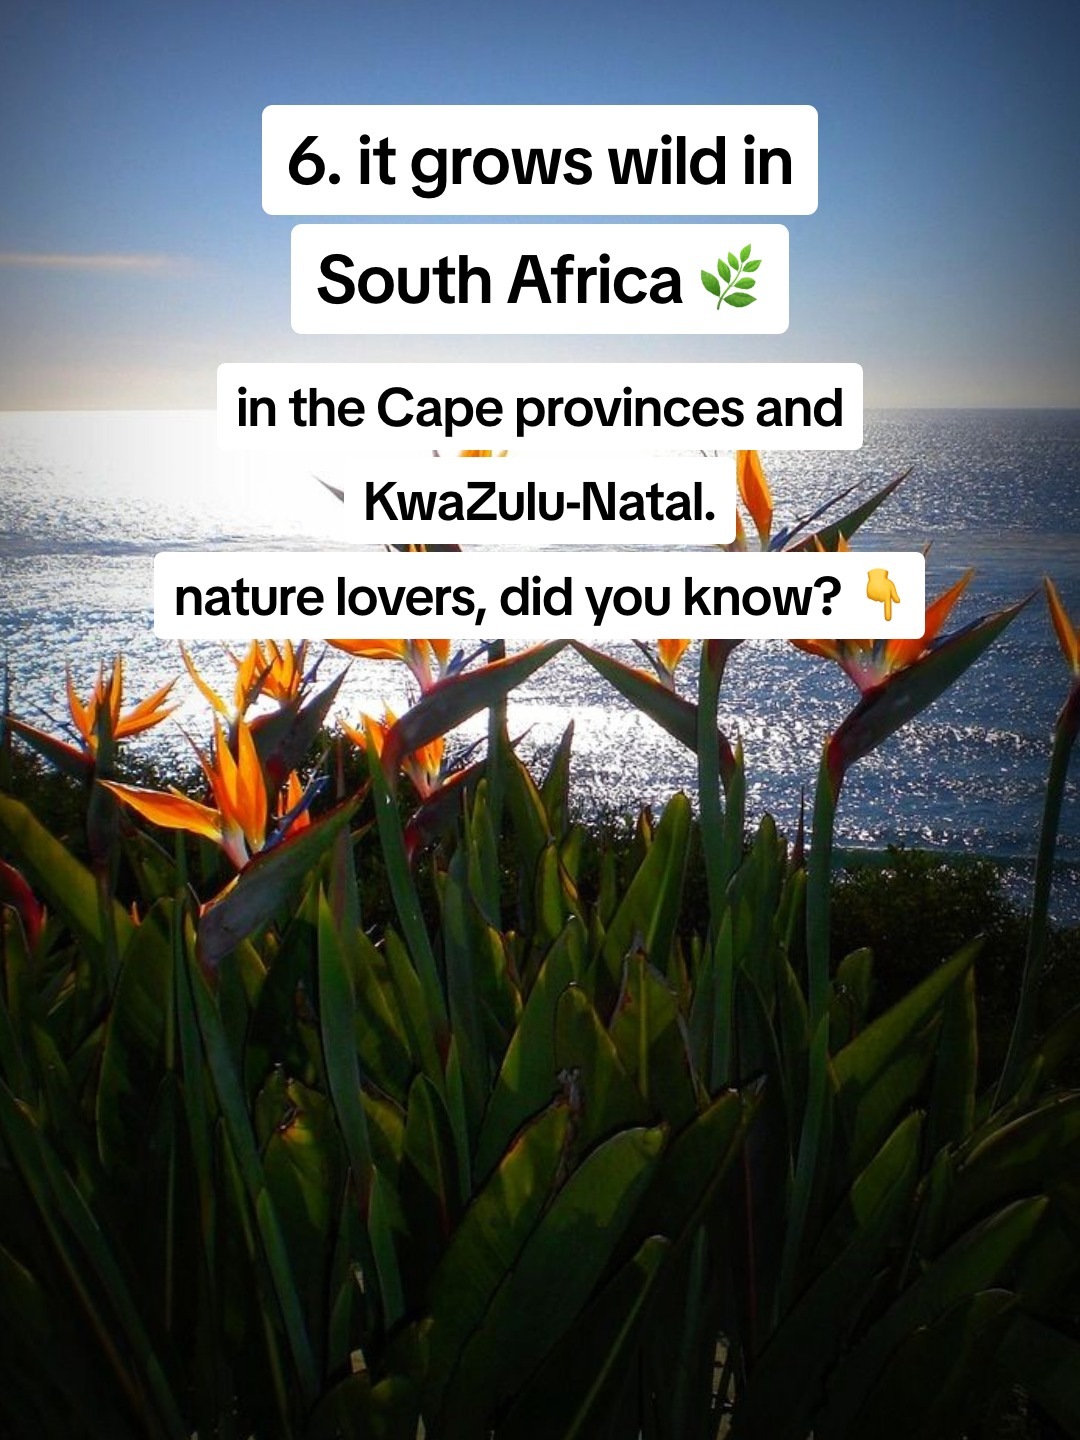 6. it grows wild in
South Africa 🌿
in the Cape provinces and
KwaZulu-Natal.
nature lovers, did you know? 👇